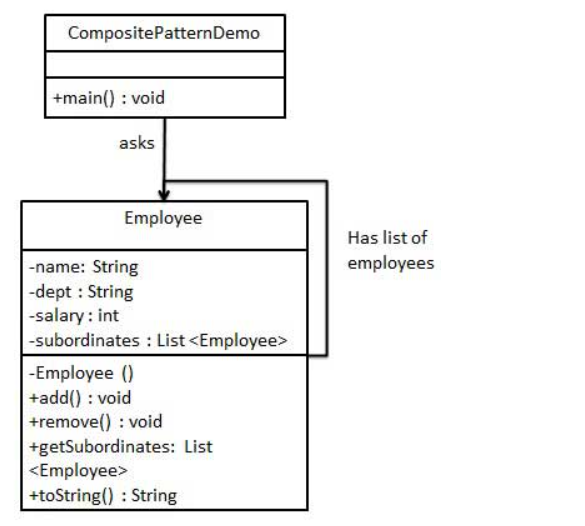 CompositePatternDemo
+main() : void
asks
Employee
-name: String
-dept : String
-salary : int
-subordinates : List <Employee>
Has list of
employees
-Employee ()
+add() : void
+remove() : void
+getSubordinates: List
<Employee>
+toString() : String